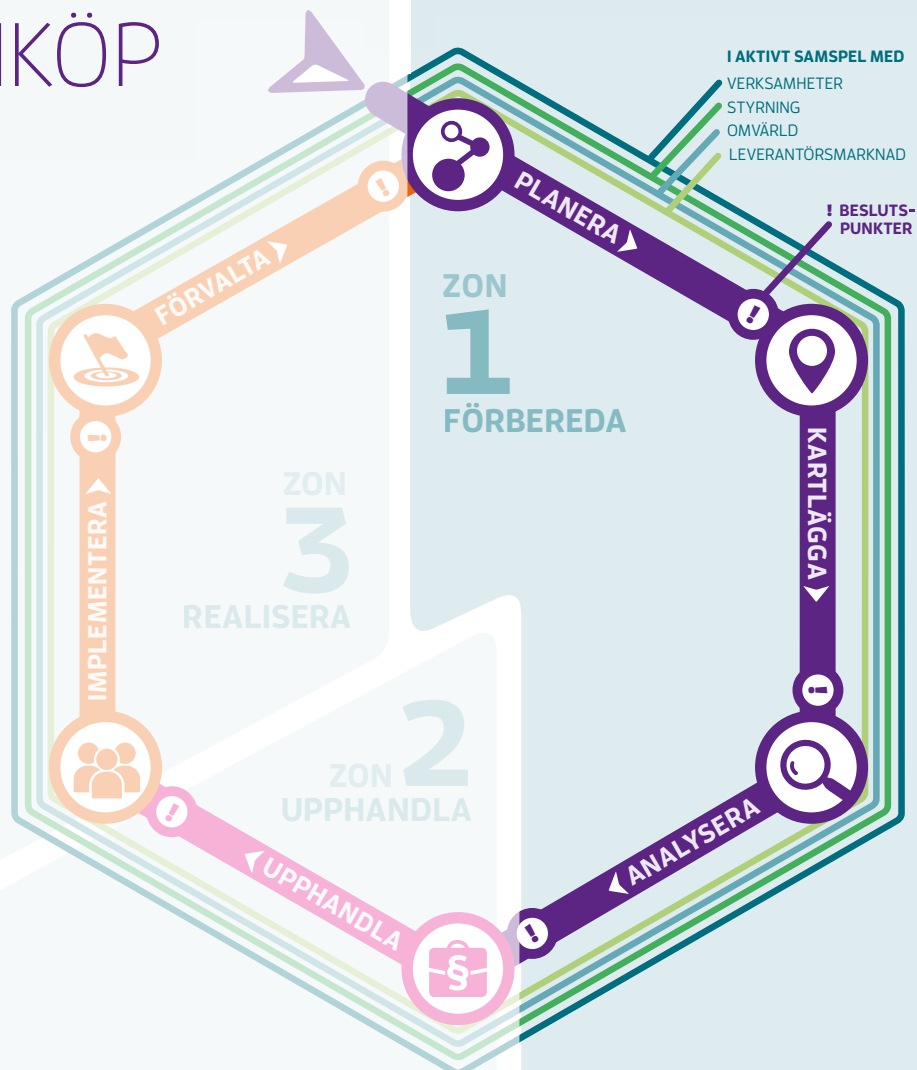 KÖP
I AKTIVT SAMSPEL MED
VERKSAMHETER
STYRNING
OMVÄRLD
LEVERANTÖRSMARKNAD
! BESLUTS-
PUNKTER
PLANERA
ZON
1
FÖRBEREDA
KARTLÄGGA
ANALYSERA
ZON 2
UPPHANDLA
UPPHANDLA
§
ZON
3
REALISERA
IMPLEMENTERA
FÖRVALTA
!
!
!
!
!
!